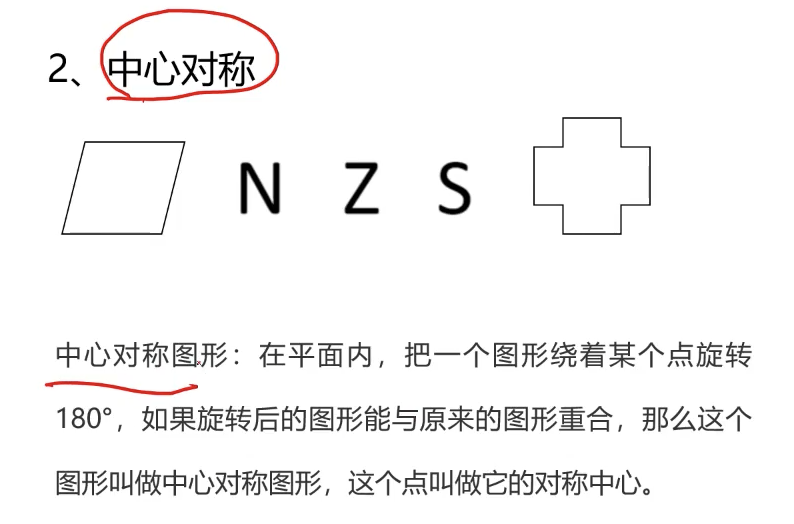 2、中心对称
N Z S
中心对称图形：在平面内，把一个图形绕着某个点旋转
180°，如果旋转后的图形能与原来的图形重合，那么这个
图形叫做中心对称图形，这个点叫做它的对称中心。